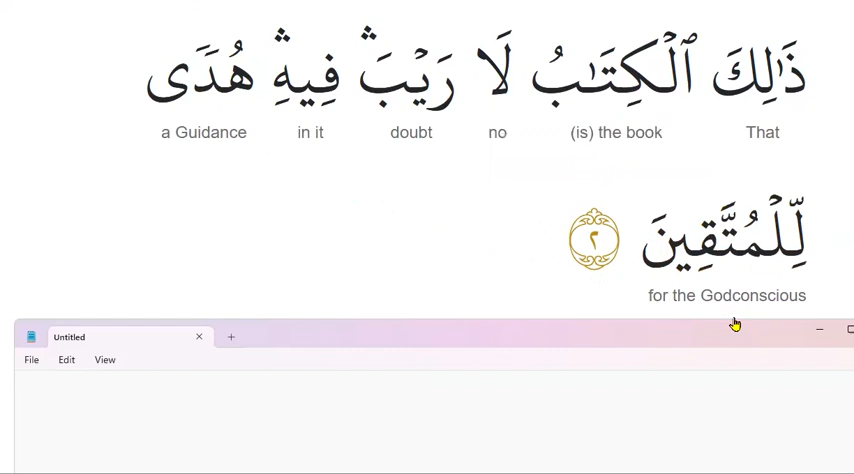 ذَٰلِكَ ٱلْكِتَـٰبُ لَا رَيْبَ ۛ فِيهِ ۛ هُدًى
That (is) the book no doubt in it a Guidance
لِّلْمُتَّقِينَ ٢
for the Godconscious
Untitled
File Edit View